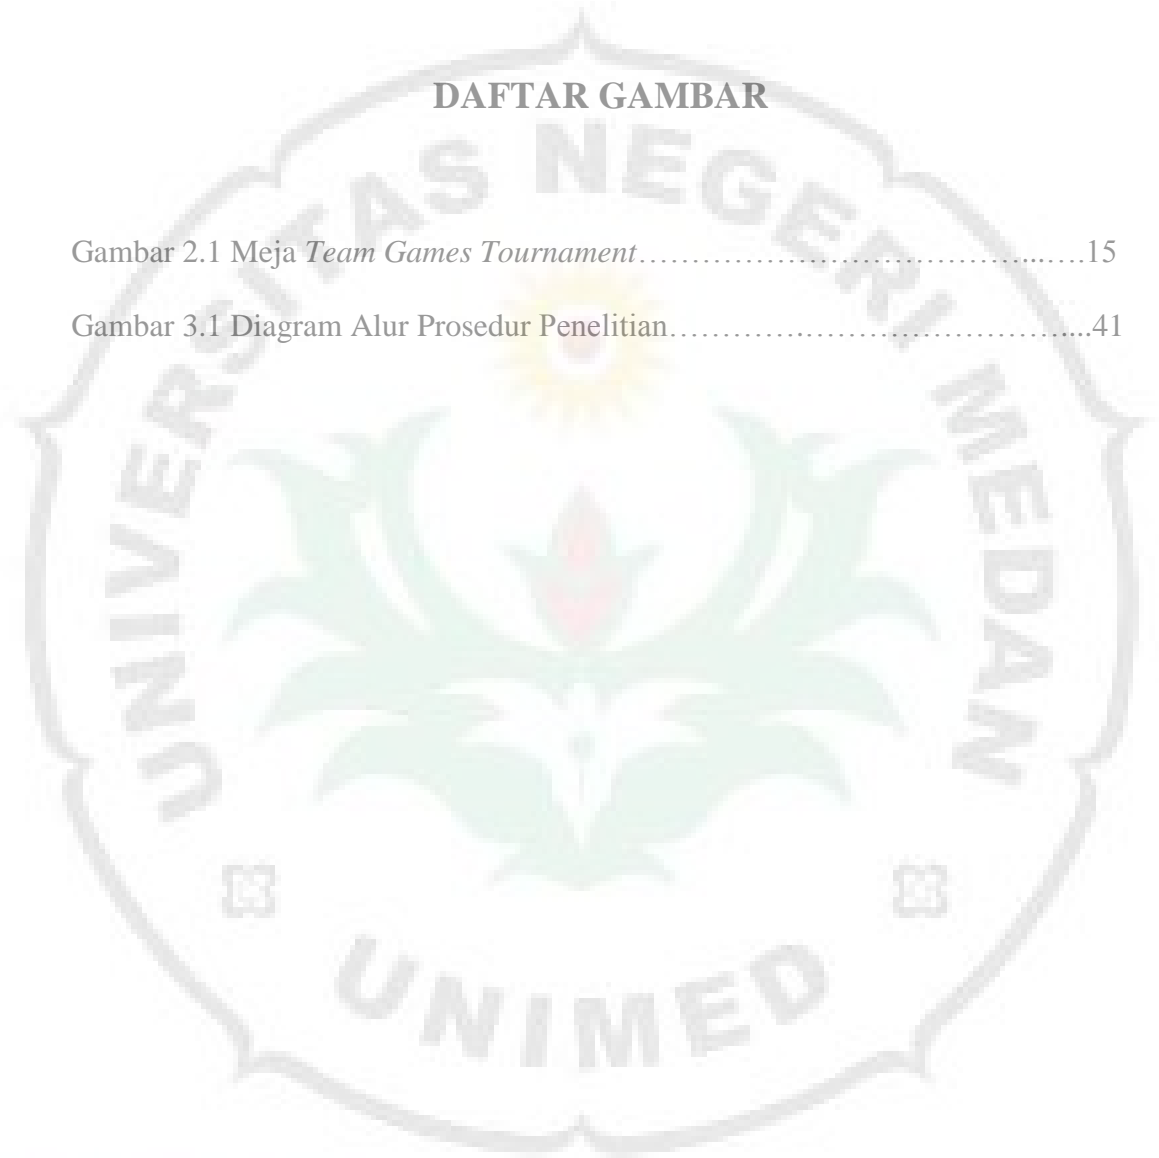 DAFTAR GAMBAR
UNIVERSITAS NEGERI MEDAN
Gambar 2.1 Meja Team Games Tournament…………………………………...….15
Gambar 3.1 Diagram Alur Prosedur Penelitian………….……………………....41
UNIMED